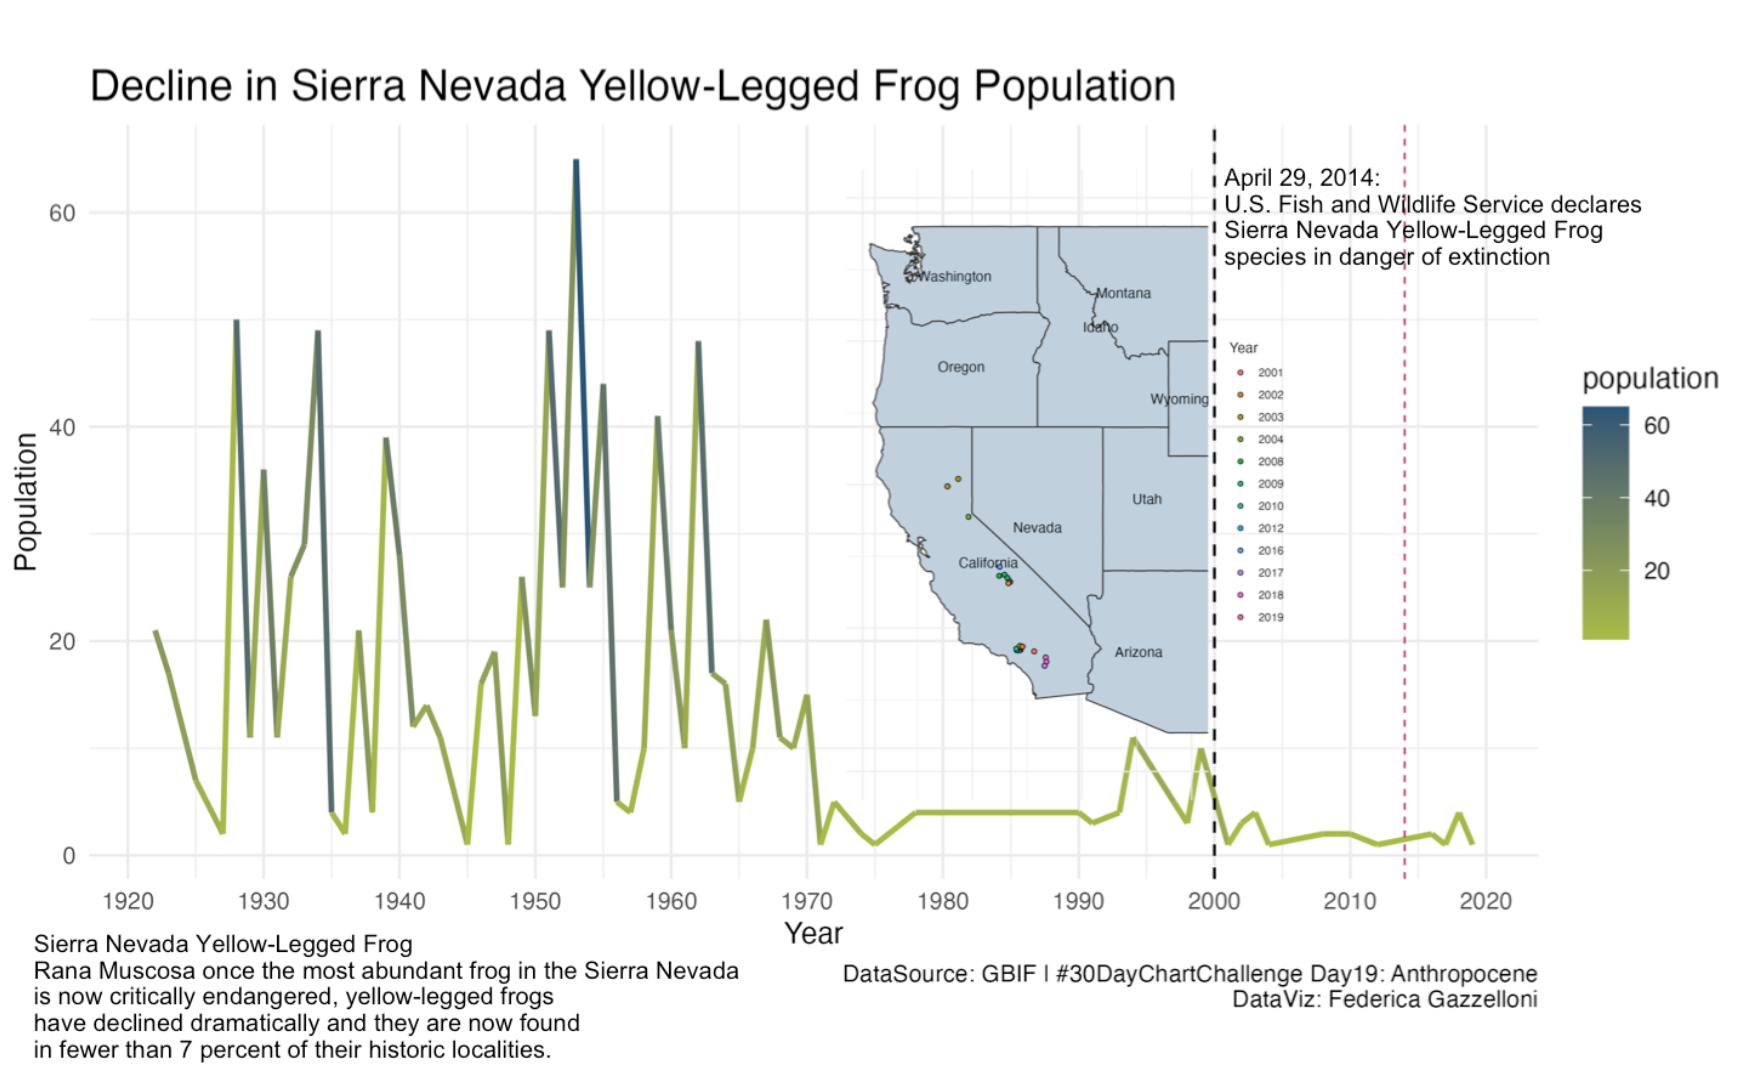 Decline in Sierra Nevada Yellow-Legged Frog Population
April 29, 2014:
U.S. Fish and Wildlife Service declares
Sierra Nevada Yellow-Legged Frog
species in danger of extinction
Population
60
40
20
0
Washington
Montana
Idaho
Oregon
Wyoming
Utah
Nevada
California
Arizona
Year
2001
2002
2003
2004
2008
2009
2010
2012
2016
2017
2018
2019
population
60
40
20
1920 1930 1940 1950 1960 1970 1980 1990 2000 2010 2020
Year
Sierra Nevada Yellow-Legged Frog
Rana Muscosa once the most abundant frog in the Sierra Nevada
is now critically endangered, yellow-legged frogs
have declined dramatically and they are now found
in fewer than 7 percent of their historic localities.
DataSource: GBIF | #30DayChartChallenge Day19: Anthropocene
DataViz: Federica Gazzelloni